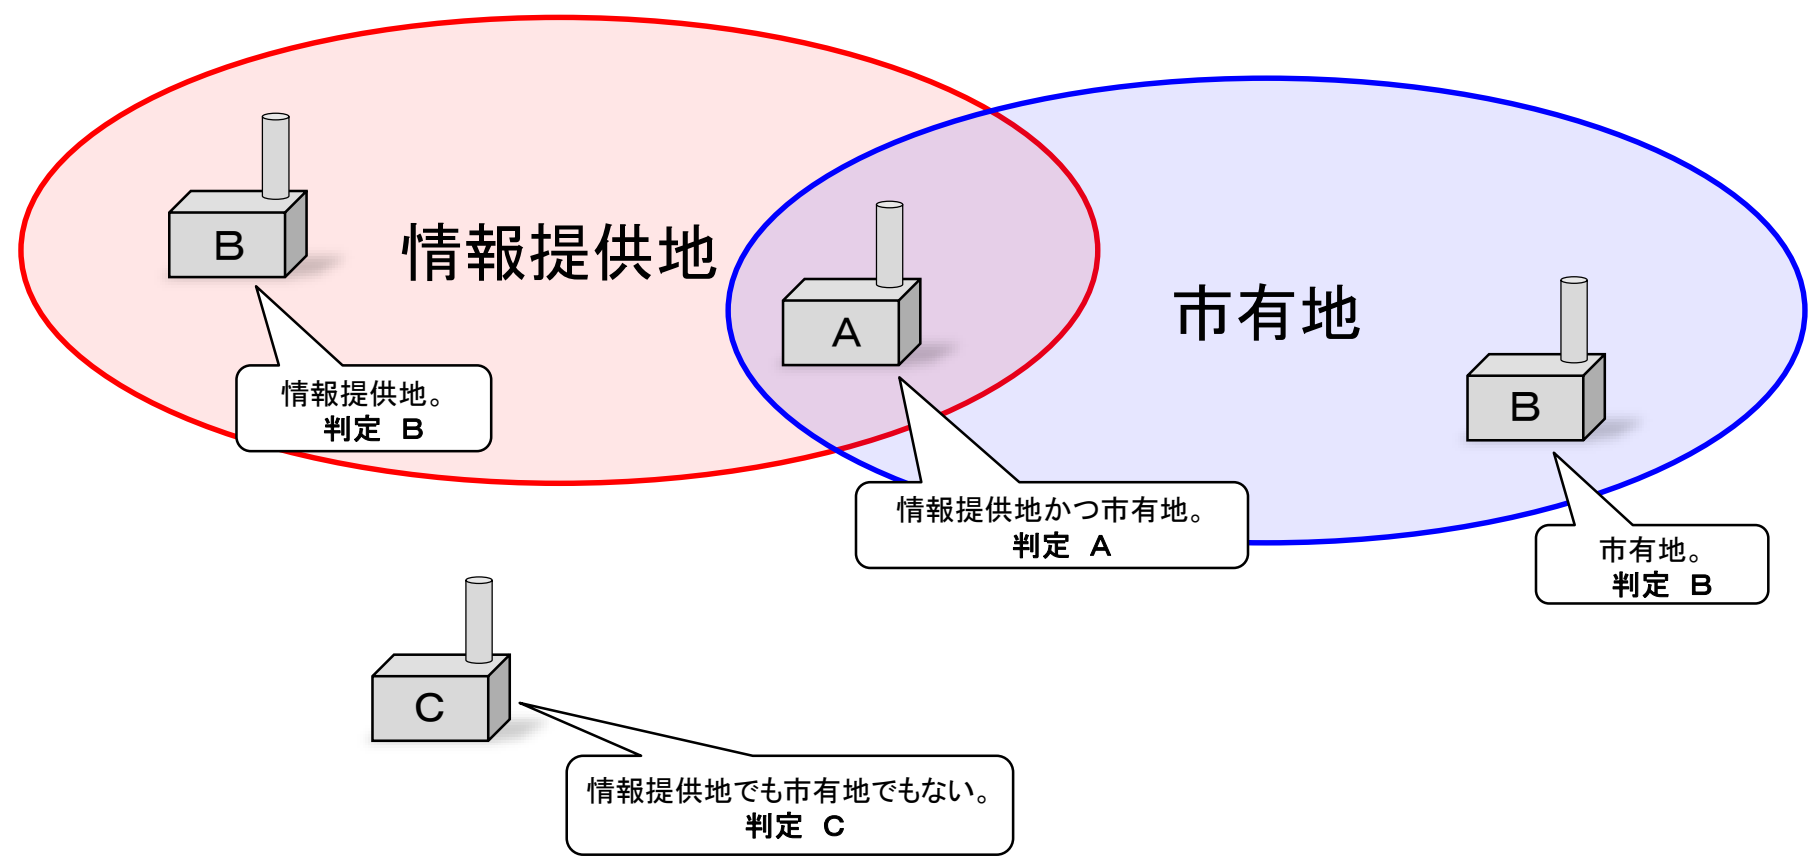 B
情報提供地
A
市有地
B
情報提供地。
判定　B
情報提供地かつ市有地。
判定　A
市有地。
判定　B
C
情報提供地でも市有地でもない。
判定　C